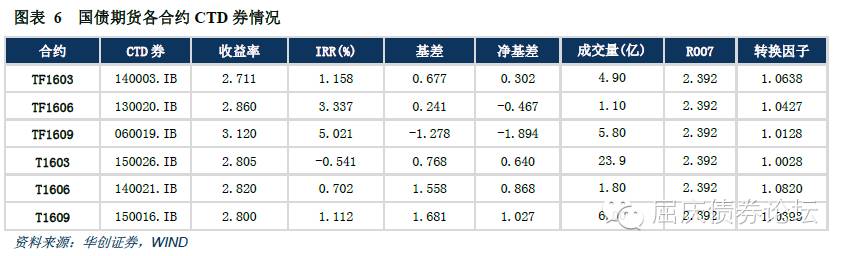 图表 6 国债期货各合约 CTD 券情况
合约 CTD 券 收益率 IRR(%) 基差 净基差 成交量(亿) R007 转换因子
TF1603 140003.IB 2.711 1.158 0.677 0.302 4.90 2.392 1.0638
TF1606 130020.IB 2.860 3.337 0.241 -0.467 1.10 2.392 1.0427
TF1609 060019.IB 3.120 5.021 -1.278 -1.894 5.80 2.392 1.0128
T1603 150026.IB 2.805 -0.541 0.768 0.640 23.9 2.392 1.0028
T1606 140021.IB 2.820 0.702 1.558 0.868 1.80 2.392 1.0820
T1609 150016.IB 2.800 1.112 1.681 1.027 2.392
屈庆债券论坛
资料来源：华创证券，WIND